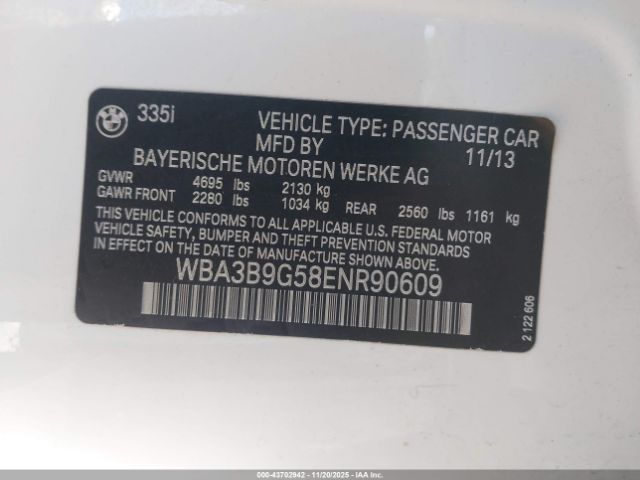 BMW
335i
VEHICLE TYPE: PASSENGER CAR
MFD BY 11/13
BAYERISCHE MOTOREN WERKE AG
GVWR 4695 lbs 2130 kg
GAWR FRONT 2280 lbs 1034 kg REAR 2560 lbs 1161 kg
THIS VEHICLE CONFORMS TO ALL APPLICABLE U.S. FEDERAL MOTOR
VEHICLE SAFETY, BUMPER AND THEFT PREVENTION STANDARDS
IN EFFECT ON THE DATE OF MANUFACTURE SHOWN ABOVE.
WBA3B9G58ENR90609
2 122 606
000-43702942 - 11/20/2025 - IAAI.COM